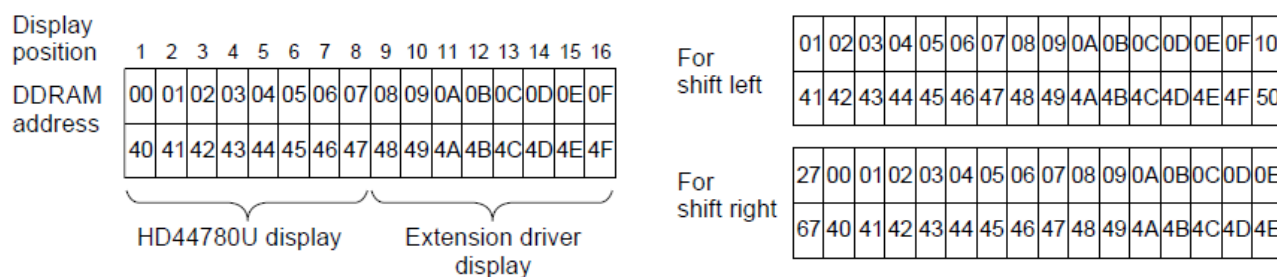 Display
position 1 2 3 4 5 6 7 8 9 10 11 12 13 14 15 16
DDRAM
address
00 01 02 03 04 05 06 07 08 09 0A 0B 0C 0D 0E 0F
40 41 42 43 44 45 46 47 48 49 4A 4B 4C 4D 4E 4F
HD44780U display
Extension driver
display
For
shift left
01 02 03 04 05 06 07 08 09 0A 0B 0C 0D 0E 0F 10
41 42 43 44 45 46 47 48 49 4A 4B 4C 4D 4E 4F 50
For
shift right
27 00 01 02 03 04 05 06 07 08 09 0A 0B 0C 0D 0E
67 40 41 42 43 44 45 46 47 48 49 4A 4B 4C 4D 4E